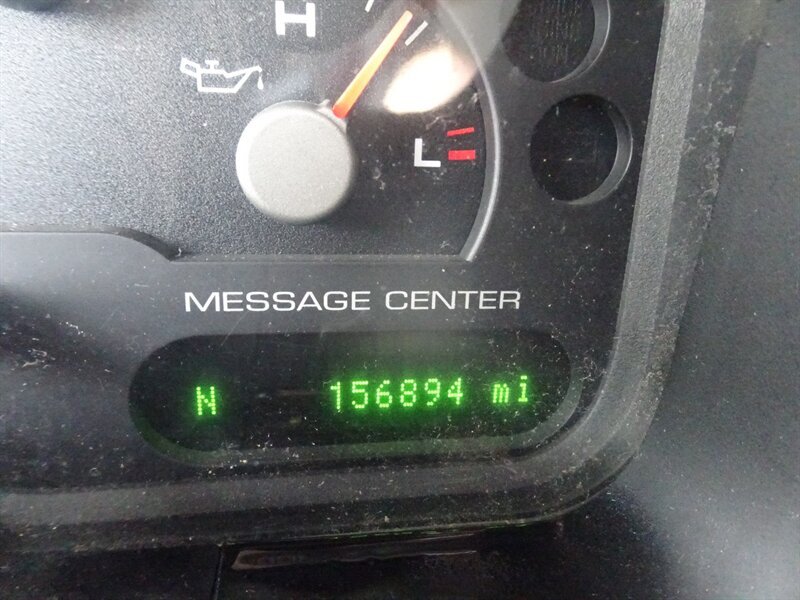 H
L
MESSAGE CENTER
N 156894 mi